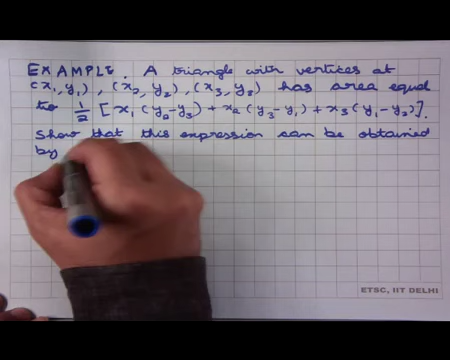 EXAMPLE. A triangle with vertices at
(x₁, y₁), (x₂, y₂), (x₃, y₃) has area equal
to 1/2 [x₁(y₂-y₃)+x₂(y₃-y₁)+x₃(y₁-y₂)].
Show that this expression can be obtained
by
ETSC, IIT DELHI